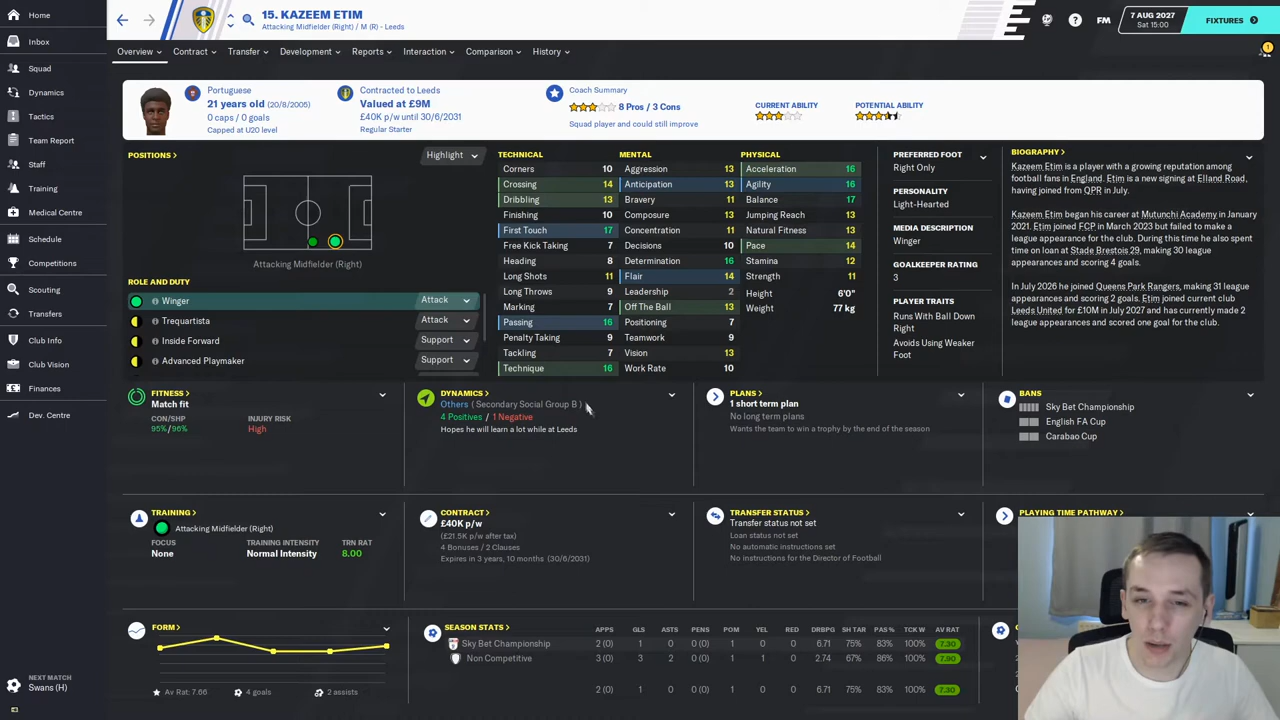 Home
Inbox
Squad
Dynamics
Tactics
Team Report
Staff
Training
Medical Centre
Schedule
Competitions
Scouting
Transfers
Club Info
Club Vision
Finances
Dev. Centre
NEXT MATCH
Swans (H)
15. KAZEEM ETIM
Attacking Midfielder (Right) / M (R) - Leeds
FM
7 AUG 2027
Sat 15:00
FIXTURES
Overview
Contract
Transfer
Development
Reports
Interaction
Comparison
History
Portuguese
21 years old (20/8/2005)
0 caps / 0 goals
Capped at U20 level
Contracted to Leeds
Valued at £9M
£40K p/w until 30/6/2031
Regular Starter
Coach Summary
8 Pros / 3 Cons
Squad player and could still improve
CURRENT ABILITY
POTENTIAL ABILITY
POSITIONS
Highlight
Attacking Midfielder (Right)
ROLE AND DUTY
Winger Attack
Trequartista Attack
Inside Forward Support
Advanced Playmaker Support
TECHNICAL
Corners 10
Crossing 14
Dribbling 13
Finishing 10
First Touch 17
Free Kick Taking 7
Heading 8
Long Shots 11
Long Throws 9
Marking 7
Passing 16
Penalty Taking 9
Tackling 7
Technique 16
MENTAL
Aggression 13
Anticipation 13
Bravery 11
Composure 13
Concentration 11
Decisions 10
Determination 16
Flair 14
Leadership 2
Off The Ball 13
Positioning 7
Teamwork 9
Vision 13
Work Rate 10
PHYSICAL
Acceleration 16
Agility 16
Balance 17
Jumping Reach 13
Natural Fitness 13
Pace 14
Stamina 12
Strength 11
Height 6'0"
Weight 77 kg
PREFERRED FOOT
Right Only
PERSONALITY
Light-Hearted
MEDIA DESCRIPTION
Winger
GOALKEEPER RATING
3
PLAYER TRAITS
Runs With Ball Down
Right
Avoids Using Weaker
Foot
BIOGRAPHY
Kazeem Etim is a player with a growing reputation among
football fans in England. Etim is a new signing at Elland Road,
having joined from QPR in July.
Kazeem Etim began his career at Mutunchi Academy in January
2021. Etim joined FCP in March 2023 but failed to make a
league appearance for the club. During this time he also spent
time on loan at Stade Brestois 29, making 30 league
appearances and scoring 4 goals.
In July 2026 he joined Queens Park Rangers, making 31 league
appearances and scoring 2 goals. Etim joined current club
Leeds United for £10M in July 2027 and has currently made 2
league appearances and scored one goal for the club.
FITNESS
Match fit
CON/SHP
95%/96%
INJURY RISK
High
DYNAMICS
Others ( Secondary Social Group B )
4 Positives / 1 Negative
Hopes he will learn a lot while at Leeds
PLANS
1 short term plan
No long term plans
Wants the team to win a trophy by the end of the season
BANS
Sky Bet Championship
English FA Cup
Carabao Cup
TRAINING
Attacking Midfielder (Right)
FOCUS
None
TRAINING INTENSITY
Normal Intensity
TRN RAT
8.00
CONTRACT
£40K p/w
(£21.5K p/w after tax)
4 Bonuses / 2 Clauses
Expires in 3 years, 10 months (30/6/2031)
TRANSFER STATUS
Transfer status not set
Loan status not set
No automatic instructions set
No instructions for the Director of Football
PLAYING TIME PATHWAY
FORM
Av Rat: 7.66
4 goals
2 assists
SEASON STATS APPS GLS ASTS PENS POM YEL RED DRBPG SH TAR PAS % TCK W AV RAT
Sky Bet Championship 2 (0) 1 0 0 (0) 1 0 0 6.71 75% 83% 100% 7.30
Non Competitive 3 (0) 3 2 0 (0) 1 1 0 2.74 67% 86% 100% 7.90
2 (0) 1 0 0 (0) 1 0 0 6.71 75% 83% 100% 7.30